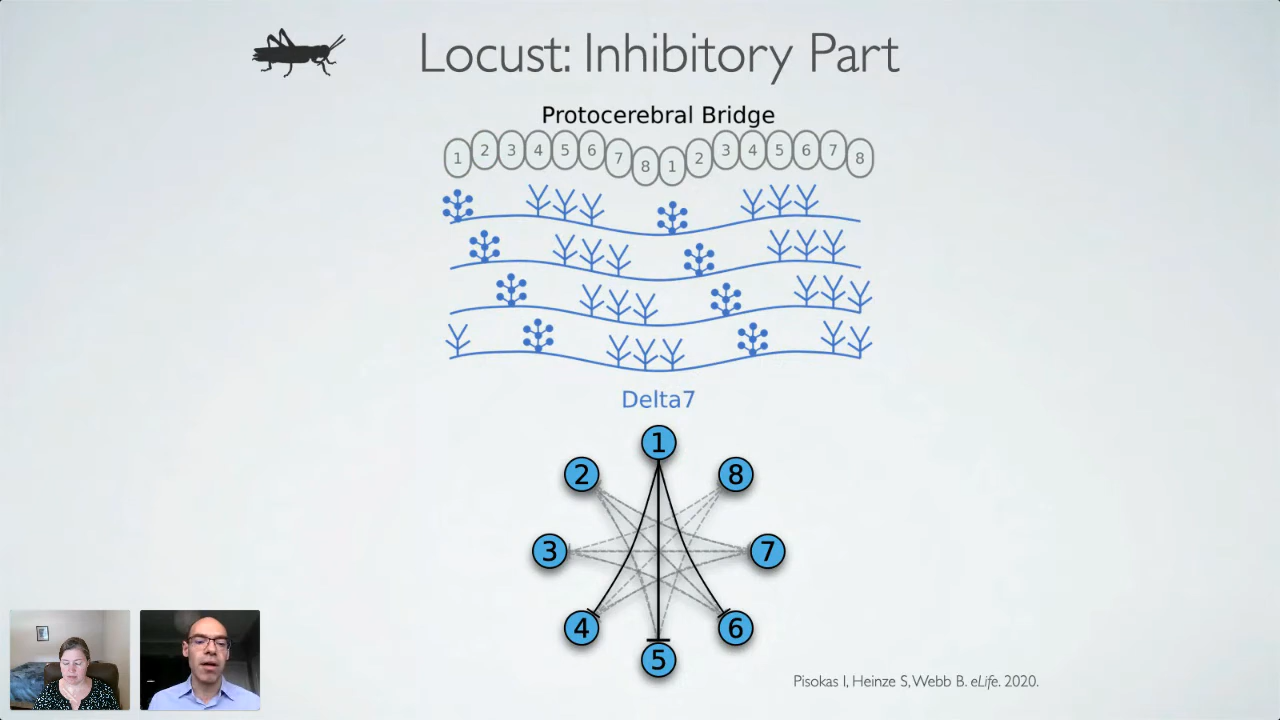 Locust: Inhibitory Part
Protocerebral Bridge
1 2 3 4 5 6 7 8 1 2 3 4 5 6 7 8
Delta7
1
2 8
3 7
4 6
5
Pisokas I, Heinze S, Webb B. eLife. 2020.